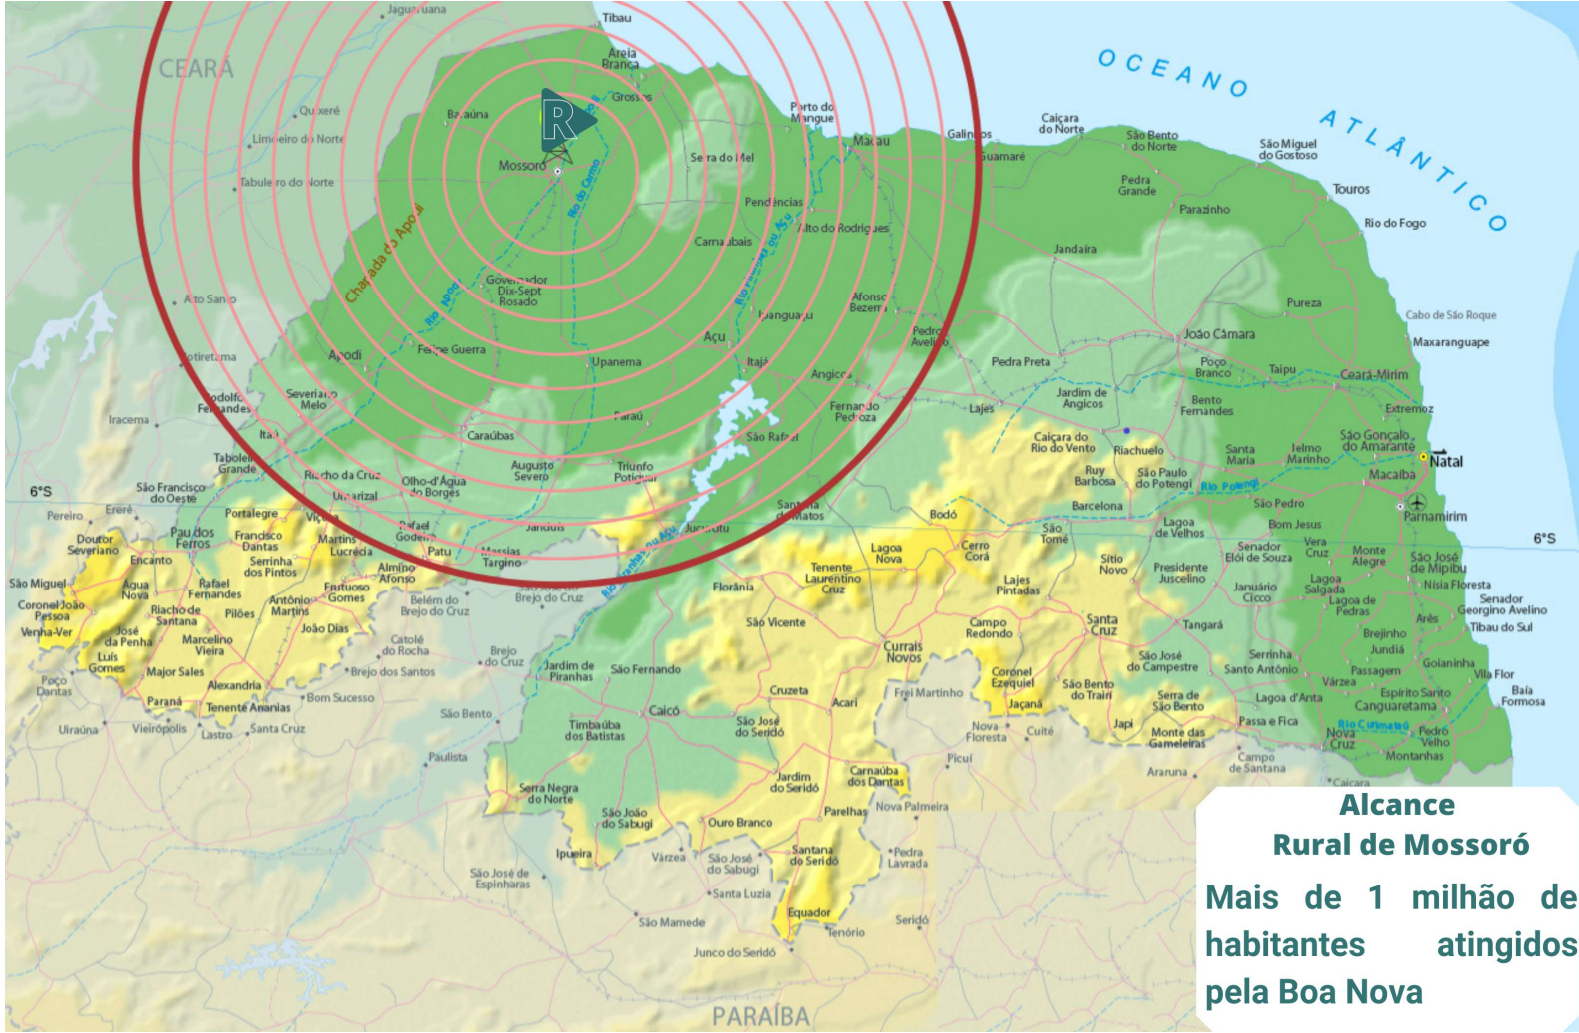 Jaguaruana
Tibau
CEARÁ
Areia
Branca
Grossos
OCEANO ATLÂNTICO
Quixeré
Baraúna
R
Porto do
Mangue
Limoeiro do Norte
Mossoró
Serra do Mel
Macau
Galinhos
Guamaré
Caiçara
do Norte
São Bento
do Norte
São Miguel
do Gostoso
Tabuleiro do Norte
Rio do Carmo
Pendências
Pedra
Grande
Parazinho
Touros
Rio do Fogo
Chapada do Apodi
Carnaubais
Alto do Rodrigues
Jandaíra
Alto Santo
Rio Apodi
Governador
Dix-Sept
Rosado
Rio Piranhas ou Açu
Ipanguaçu
Afonso
Bezerra
Pedro
Avelino
Pureza
Cabo de São Roque
Maxaranguape
João Câmara
Potiretama
Apodi
Felipe Guerra
Upanema
Açu
Itajá
Angicos
Pedra Preta
Poço
Branco
Taipu
Ceará-Mirim
Rodolfo
Fernandes
Severiano
Melo
Iracema
Itaú
Caraúbas
Paraú
São Rafael
Fernando
Pedroza
Lajes
Jardim de
Angicos
Bento
Fernandes
Extremoz
Caiçara do
Rio do Vento
Riachuelo
Santa
Maria
Ielmo
Marinho
São Gonçalo
do Amarante
Natal
Taboleiro
Grande
Riacho da Cruz
Augusto
Severo
Triunfo
Potiguar
Ruy
Barbosa
São Paulo
do Potengi
Macaíba
Rio Potengi
6°S
São Francisco
do Oeste
Umarizal
Olho-d'Água
do Borges
Santana
do Matos
Bodó
Barcelona
São Pedro
Parnamirim
Pereiro
Ererê
Portalegre
Viçosa
Rafael
Godeiro
Janduís
Jucurutu
São
Tomé
Lagoa
de Velhos
Bom Jesus
6°S
Doutor
Severiano
Pau dos
Ferros
Francisco
Dantas
Martins
Lucrécia
Patu
Messias
Targino
Rio Piranhas ou Açu
Lagoa
Nova
Cerro
Corá
Senador
Elói de Souza
Vera
Cruz
Monte
Alegre
São José
de Mipibu
Encanto
Serrinha
dos Pintos
Almino
Afonso
Tenente
Laurentino
Cruz
Sítio
Novo
Presidente
Juscelino
São Miguel
Água
Nova
Rafael
Fernandes
Frutuoso
Gomes
Belém do
Brejo do Cruz
São José do
Brejo do Cruz
Florânia
Lajes
Pintadas
Januário
Cicco
Lagoa
Salgada
Nísia Floresta
Coronel João
Pessoa
Riacho de
Santana
Pilões
Antônio
Martins
São Vicente
Campo
Redondo
Santa
Cruz
Tangará
Lagoa de
Pedras
Senador
Georgino Avelino
Venha-Ver
José
da Penha
Marcelino
Vieira
João Dias
Catolé
do Rocha
Brejinho
Arês
Tibau do Sul
Luís
Gomes
Major Sales
Brejo dos Santos
Brejo
do Cruz
Jardim de
Piranhas
São Fernando
Currais
Novos
Coronel
Ezequiel
São José
do Campestre
Serrinha
Santo Antônio
Jundiá
Passagem
Goianinha
Poço
Dantas
Alexandria
Vila Flor
Paraná
Tenente Ananias
Bom Sucesso
Cruzeta
Acari
Frei Martinho
Jaçanã
São Bento
do Trairí
Serra de
São Bento
Várzea
Lagoa d'Anta
Espírito Santo
Canguaretama
Baía
Formosa
Uiraúna
Vieirópolis
Lastro
Santa Cruz
São Bento
Caicó
Timbaúba
dos Batistas
São José
do Seridó
Nova
Floresta
Cuité
Japi
Monte das
Gameleiras
Passa e Fica
Nova
Cruz
Rio Curimataú
Pedro
Velho
Montanhas
Paulista
Picuí
Araruna
Campo
de Santana
Caiçara
Serra Negra
do Norte
Jardim
do Seridó
Carnaúba
dos Dantas
Nova Palmeira
São João
do Sabugi
Ouro Branco
Parelhas
Ipueira
Várzea
São José
do Sabugi
Santana
do Seridó
Pedra
Lavrada
São José de
Espinharas
Santa Luzia
São Mamede
Equador
Tenório
Seridó
Junco do Seridó
PARAÍBA
Alcance
Rural de Mossoró
Mais de 1 milhão de
habitantes atingidos
pela Boa Nova